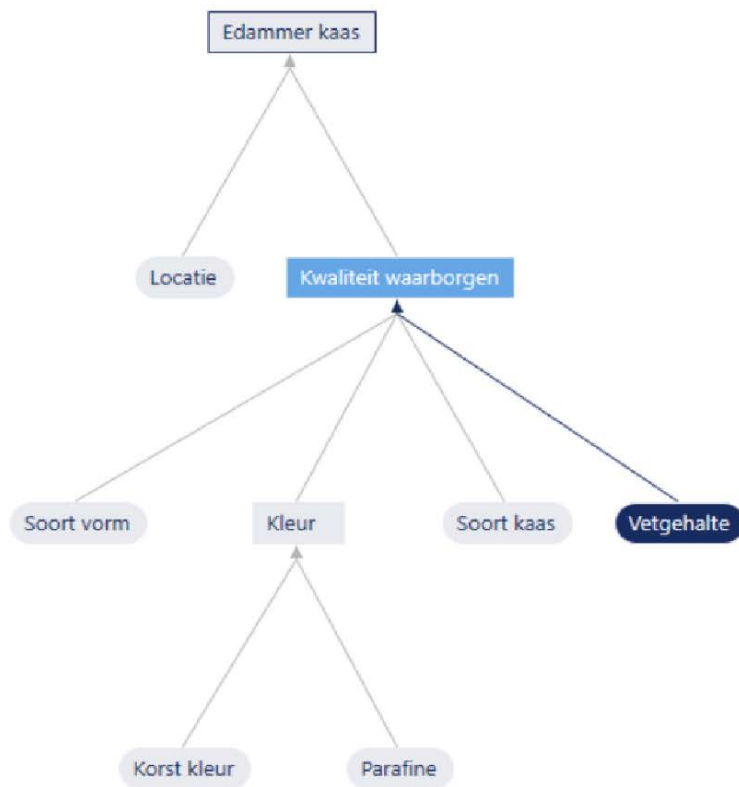 Edammer kaas
Locatie
Kwaliteit waarborgen
Soort vorm
Kleur
Soort kaas
Vetgehalte
Korst kleur
Parafine